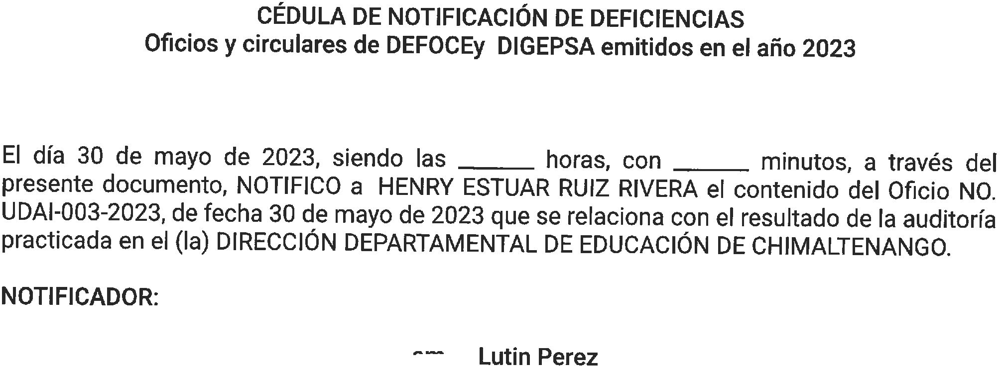 CÉDULA DE NOTIFICACIÓN DE DEFICIENCIAS
Oficios y circulares de DEFOCEy DIGEPSA emitidos en el año 2023
El día 30 de mayo de 2023, siendo las ______ horas, con ______ minutos, a través del
presente documento, NOTIFICO a HENRY ESTUAR RUIZ RIVERA el contenido del Oficio NO.
UDAI-003-2023, de fecha 30 de mayo de 2023 que se relaciona con el resultado de la auditoría
practicada en el (la) DIRECCIÓN DEPARTAMENTAL DE EDUCACIÓN DE CHIMALTENANGO.
NOTIFICADOR:
Lutin Perez